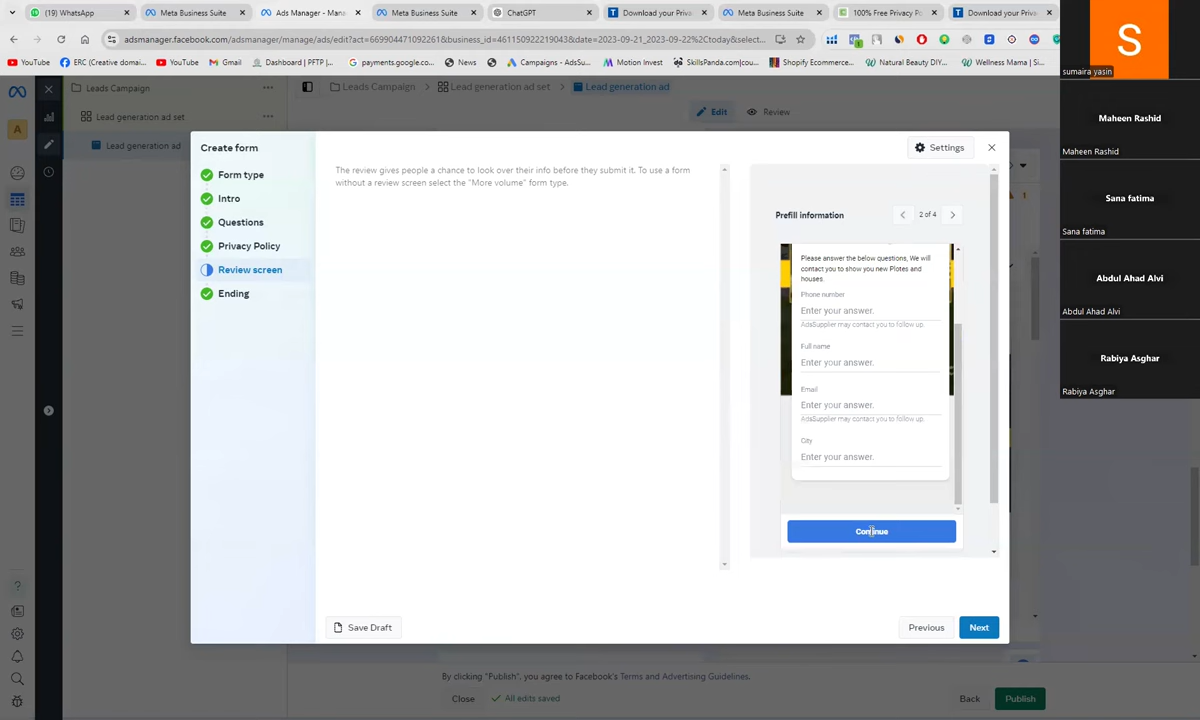 (19) WhatsApp
Meta Business Suite
Ads Manager - Mana
Meta Business Suite
ChatGPT
Download your Priva
Meta Business Suite
100% Free Privacy P
Download your Priva
adsmanager.facebook.com/adsmanager/manage/ads/edit?act=669904471092561&business_id=461150922219043&date=2023-09-21_2023-09-22%2Ctoday&select...
YouTube
ERC (Creative domai...
YouTube
Gmail
Dashboard | PFTP |...
payments.google.co...
News
Campaigns - AdsSu...
Motion Invest
SkillsPanda.com|cou...
Shopify Ecommerce...
Natural Beauty DIY...
Wellness Mama | Si...
Leads Campaign
Lead generation ad set
Lead generation ad
Leads Campaign
Lead generation ad set
Lead generation ad
Edit
Review
A
Create form
Settings
Form type
Intro
Questions
Privacy Policy
Review screen
Ending
The review gives people a chance to look over their info before they submit it. To use a form
without a review screen select the "More volume" form type.
Prefill information
2 of 4
Please answer the below questions, We will
contact you to show you new Plotes and
houses.
Phone number
Enter your answer.
AdsSupplier may contact you to follow up.
Full name
Enter your answer.
Email
Enter your answer.
AdsSupplier may contact you to follow up.
City
Enter your answer.
Continue
Save Draft
Previous
Next
By clicking "Publish", you agree to Facebook's Terms and Advertising Guidelines.
Close
All edits saved
Back
Publish
S
sumaira yasin
Maheen Rashid
Maheen Rashid
Sana fatima
Sana fatima
Abdul Ahad Alvi
Abdul Ahad Alvi
Rabiya Asghar
Rabiya Asghar